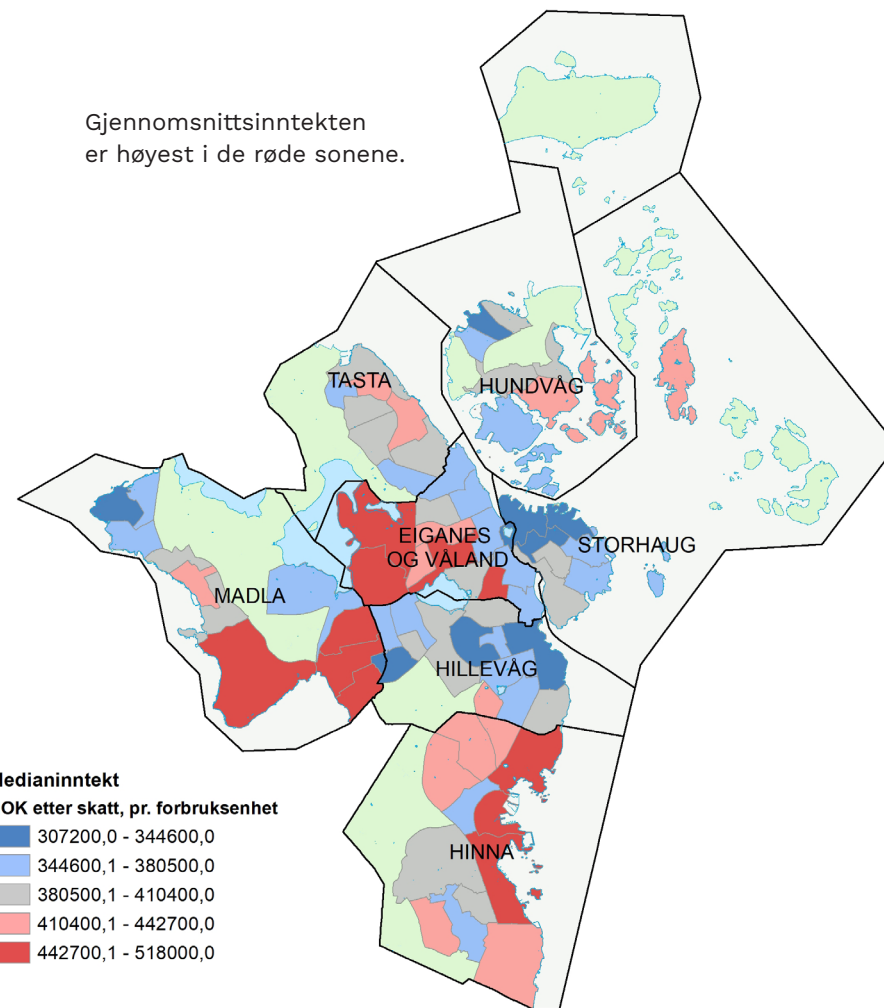 Gjennomsnittsinntekten
er høyest i de røde sonene.
TASTA
HUNDVÅG
EIGANES
OG VÅLAND
STORHAUG
MADLA
HILLEVÅG
HINNA
edianinntekt
OK etter skatt, pr. forbruksenhet
307200,0 - 344600,0
344600,1 - 380500,0
380500,1 - 410400,0
410400,1 - 442700,0
442700,1 - 518000,0